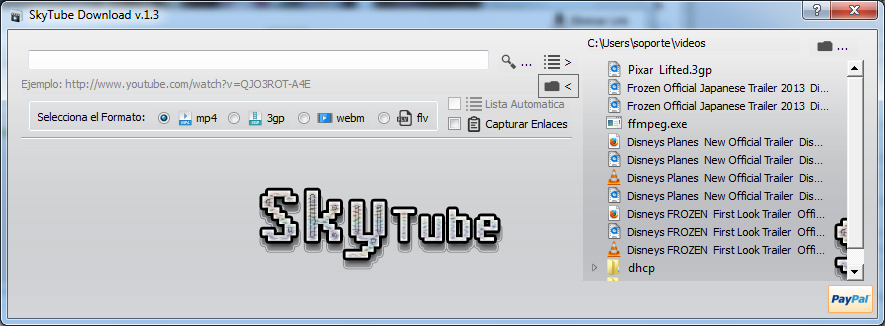 SkyTube Download v.1.3
?
... >
Ejemplo: http://www.youtube.com/watch?v=QJO3ROT-A4E
<
Selecciona el Formato: mp4 3gp webm flv
Lista Automatica
Capturar Enlaces
SkyTube
C:\Users\soporte\videos
...
Pixar Lifted.3gp
Frozen Official Japanese Trailer 2013 Di...
Frozen Official Japanese Trailer 2013 Di...
ffmpeg.exe
Disneys Planes New Official Trailer Dis...
Disneys Planes New Official Trailer Dis...
Disneys Planes New Official Trailer Dis...
Disneys Planes New Official Trailer Dis...
Disneys FROZEN First Look Trailer Offi...
Disneys FROZEN First Look Trailer Offi...
Disneys FROZEN First Look Trailer Offi...
dhcp
PayPal